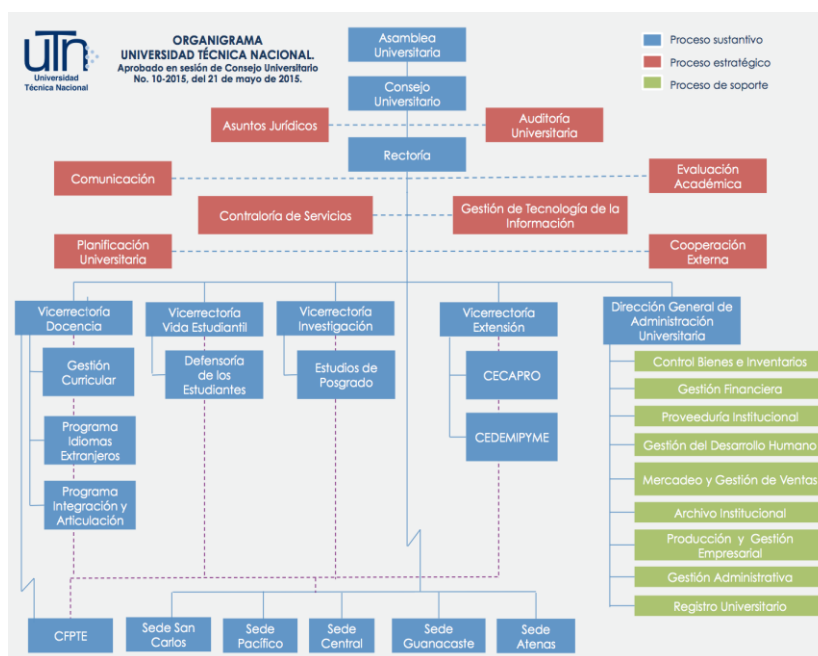 utn
Universidad
Técnica Nacional
ORGANIGRAMA
UNIVERSIDAD TÉCNICA NACIONAL.
Aprobado en sesión de Consejo Universitario
No. 10-2015, del 21 de mayo de 2015.
Proceso sustantivo
Proceso estratégico
Proceso de soporte
Asamblea
Universitaria
Consejo
Universitario
Asuntos Jurídicos
Auditoría
Universitaria
Rectoría
Comunicación
Evaluación
Académica
Contraloría de Servicios
Gestión de Tecnología de la
Información
Planificación
Universitaria
Cooperación
Externa
Vicerrectoría
Docencia
Vicerrectoría
Vida Estudiantil
Vicerrectoría
Investigación
Vicerrectoría
Extensión
Dirección General de
Administración
Universitaria
Gestión
Curricular
Programa
Idiomas
Extranjeros
Programa
Integración y
Articulación
Defensoría
de los
Estudiantes
Estudios de
Posgrado
CECAPRO
CEDEMIPYME
Control Bienes e Inventarios
Gestión Financiera
Proveeduría Institucional
Gestión del Desarrollo Humano
Mercadeo y Gestión de Ventas
Archivo Institucional
Producción y Gestión
Empresarial
Gestión Administrativa
Registro Universitario
CFPTE
Sede San
Carlos
Sede
Pacífico
Sede
Central
Sede
Guanacaste
Sede
Atenas